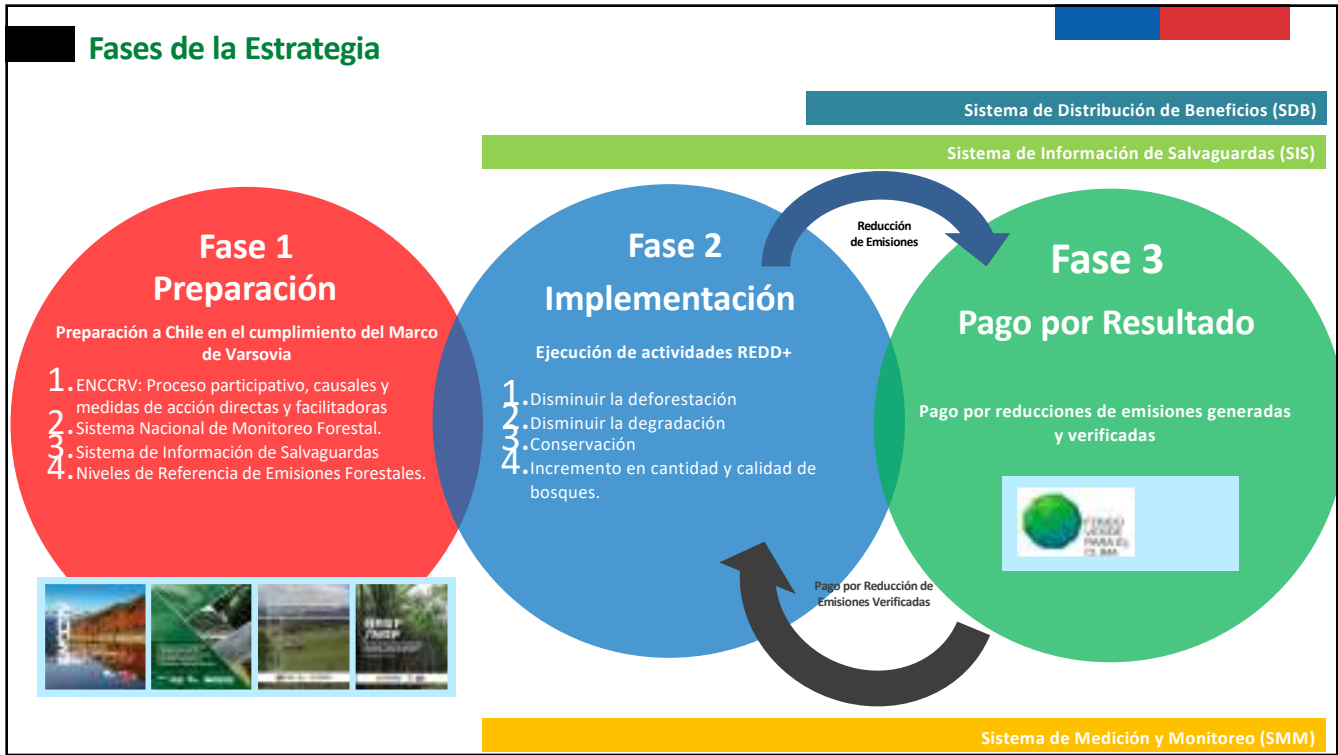 Fases de la Estrategia
Sistema de Distribución de Beneficios (SDB)
Sistema de Información de Salvaguardas (SIS)
Fase 1
Preparación
Preparación a Chile en el cumplimiento del Marco
de Varsovia
1. ENCCRV: Proceso participativo, causales y
medidas de acción directas y facilitadoras
2. Sistema Nacional de Monitoreo Forestal.
3. Sistema de Información de Salvaguardas
4. Niveles de Referencia de Emisiones Forestales.
Fase 2
Implementación
Ejecución de actividades REDD+
1. Disminuir la deforestación
2. Disminuir la degradación
3. Conservación
4. Incremento en cantidad y calidad de
bosques.
Reducción
de Emisiones
Fase 3
Pago por Resultado
Pago por reducciones de emisiones generadas
y verificadas
FONDO
VERDE
PARA EL
CLIMA
Pago por Reducción de
Emisiones Verificadas
Sistema de Medición y Monitoreo (SMM)